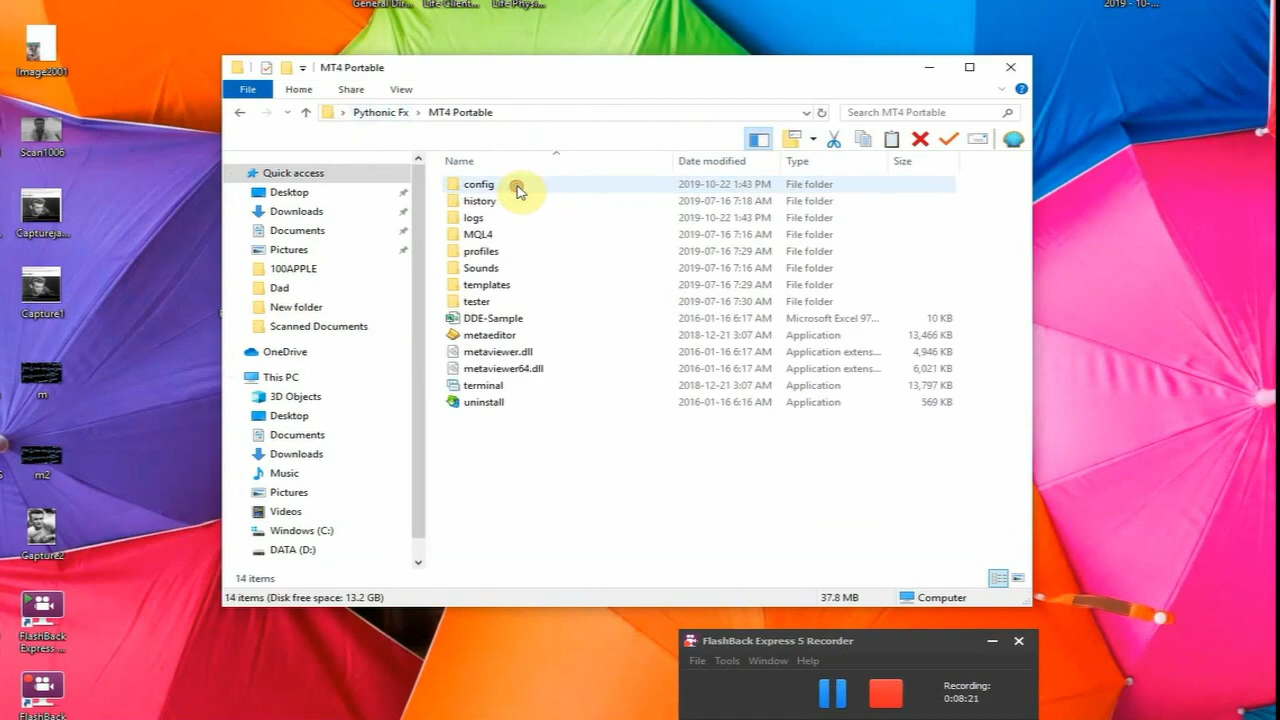 General Dir...
Life Client...
Life Physi...
2019 - 10-...
Image2001
Scan1006
Captureja...
Capture1
m
m2
Capture2
FlashBack
Express ...
FlashBack
MT4 Portable
File
Home
Share
View
Pythonic Fx
MT4 Portable
Search MT4 Portable
Quick access
Desktop
Downloads
Documents
Pictures
100APPLE
Dad
New folder
Scanned Documents
OneDrive
This PC
3D Objects
Desktop
Documents
Downloads
Music
Pictures
Videos
Windows (C:)
DATA (D:)
Name Date modified Type Size
config 2019-10-22 1:43 PM File folder
history 2019-07-16 7:18 AM File folder
logs 2019-10-22 1:43 PM File folder
MQL4 2019-07-16 7:16 AM File folder
profiles 2019-07-16 7:29 AM File folder
Sounds 2019-07-16 7:16 AM File folder
templates 2019-07-16 7:29 AM File folder
tester 2019-07-16 7:30 AM File folder
DDE-Sample 2016-01-16 6:17 AM Microsoft Excel 97... 10 KB
metaeditor 2018-12-21 3:07 AM Application 13,466 KB
metaviewer.dll 2016-01-16 6:17 AM Application extens... 4,946 KB
metaviewer64.dll 2016-01-16 6:17 AM Application extens... 6,021 KB
terminal 2018-12-21 3:07 AM Application 13,797 KB
uninstall 2016-01-16 6:16 AM Application 569 KB
14 items
14 items (Disk free space: 13.2 GB)
37.8 MB
Computer
FlashBack Express 5 Recorder
File Tools Window Help
Recording:
0:08:21